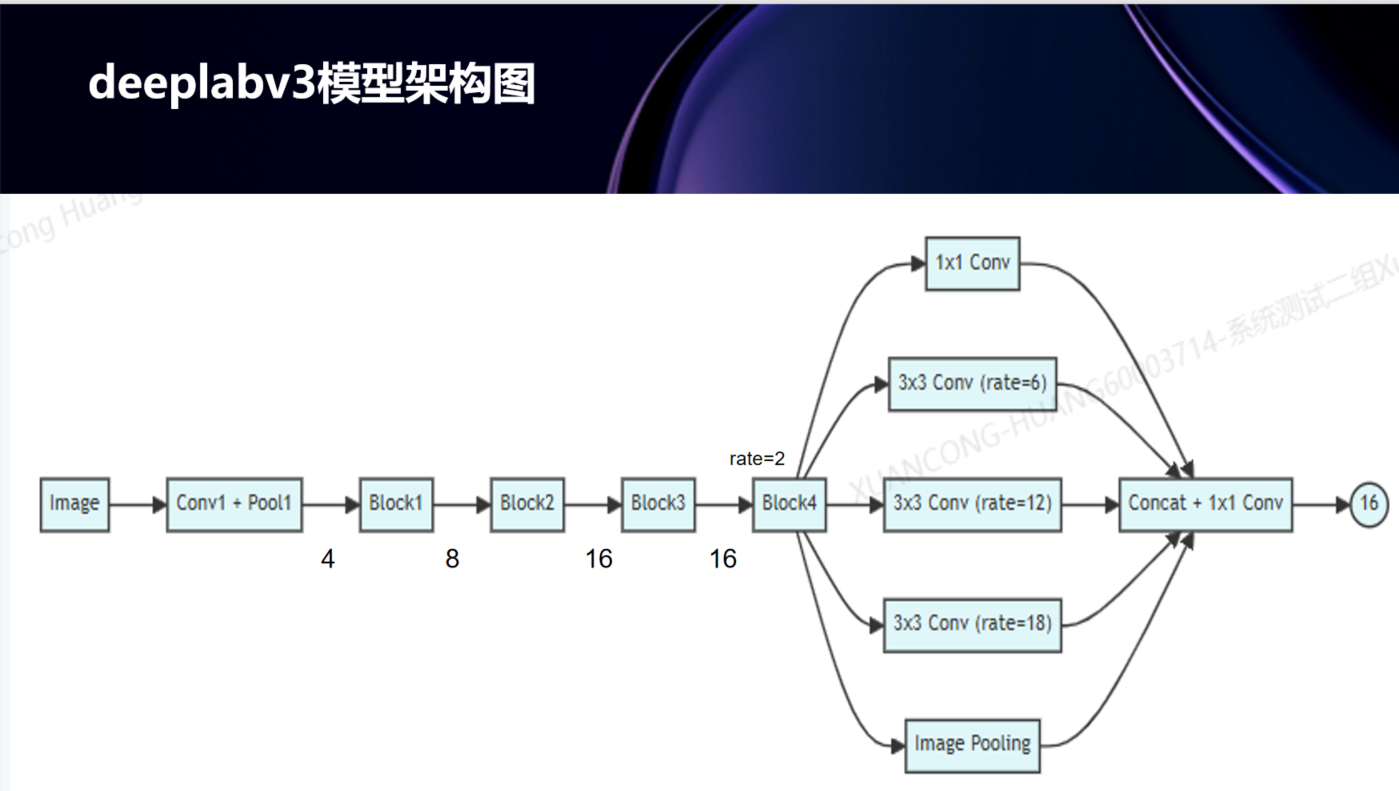 deeplabv3模型架构图
cong Huang
XUANCONG-HUANG60003714-系统测试二组Xu
1x1 Conv
3x3 Conv (rate=6)
rate=2
Image
Conv1 + Pool1
Block1
Block2
Block3
Block4
3x3 Conv (rate=12)
Concat + 1x1 Conv
16
4
8
16
16
3x3 Conv (rate=18)
Image Pooling